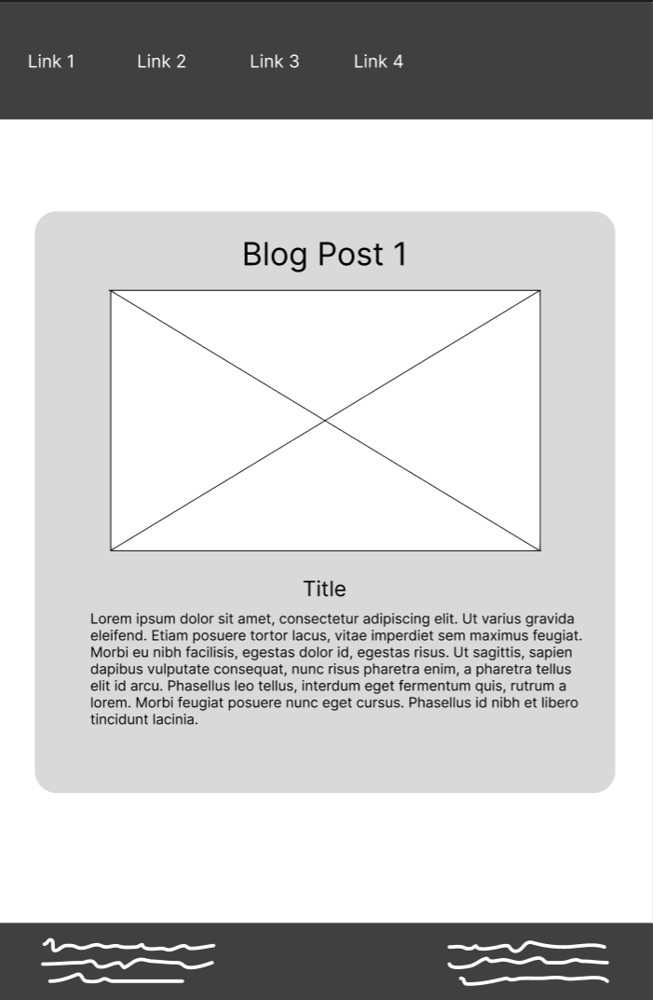 Link 1 Link 2 Link 3 Link 4
Blog Post 1
Title
Lorem ipsum dolor sit amet, consectetur adipiscing elit. Ut varius gravida
eleifend. Etiam posuere tortor lacus, vitae imperdiet sem maximus feugiat.
Morbi eu nibh facilisis, egestas dolor id, egestas risus. Ut sagittis, sapien
dapibus vulputate consequat, nunc risus pharetra enim, a pharetra tellus
elit id arcu. Phasellus leo tellus, interdum eget fermentum quis, rutrum a
lorem. Morbi feugiat posuere nunc eget cursus. Phasellus id nibh et libero
tincidunt lacinia.